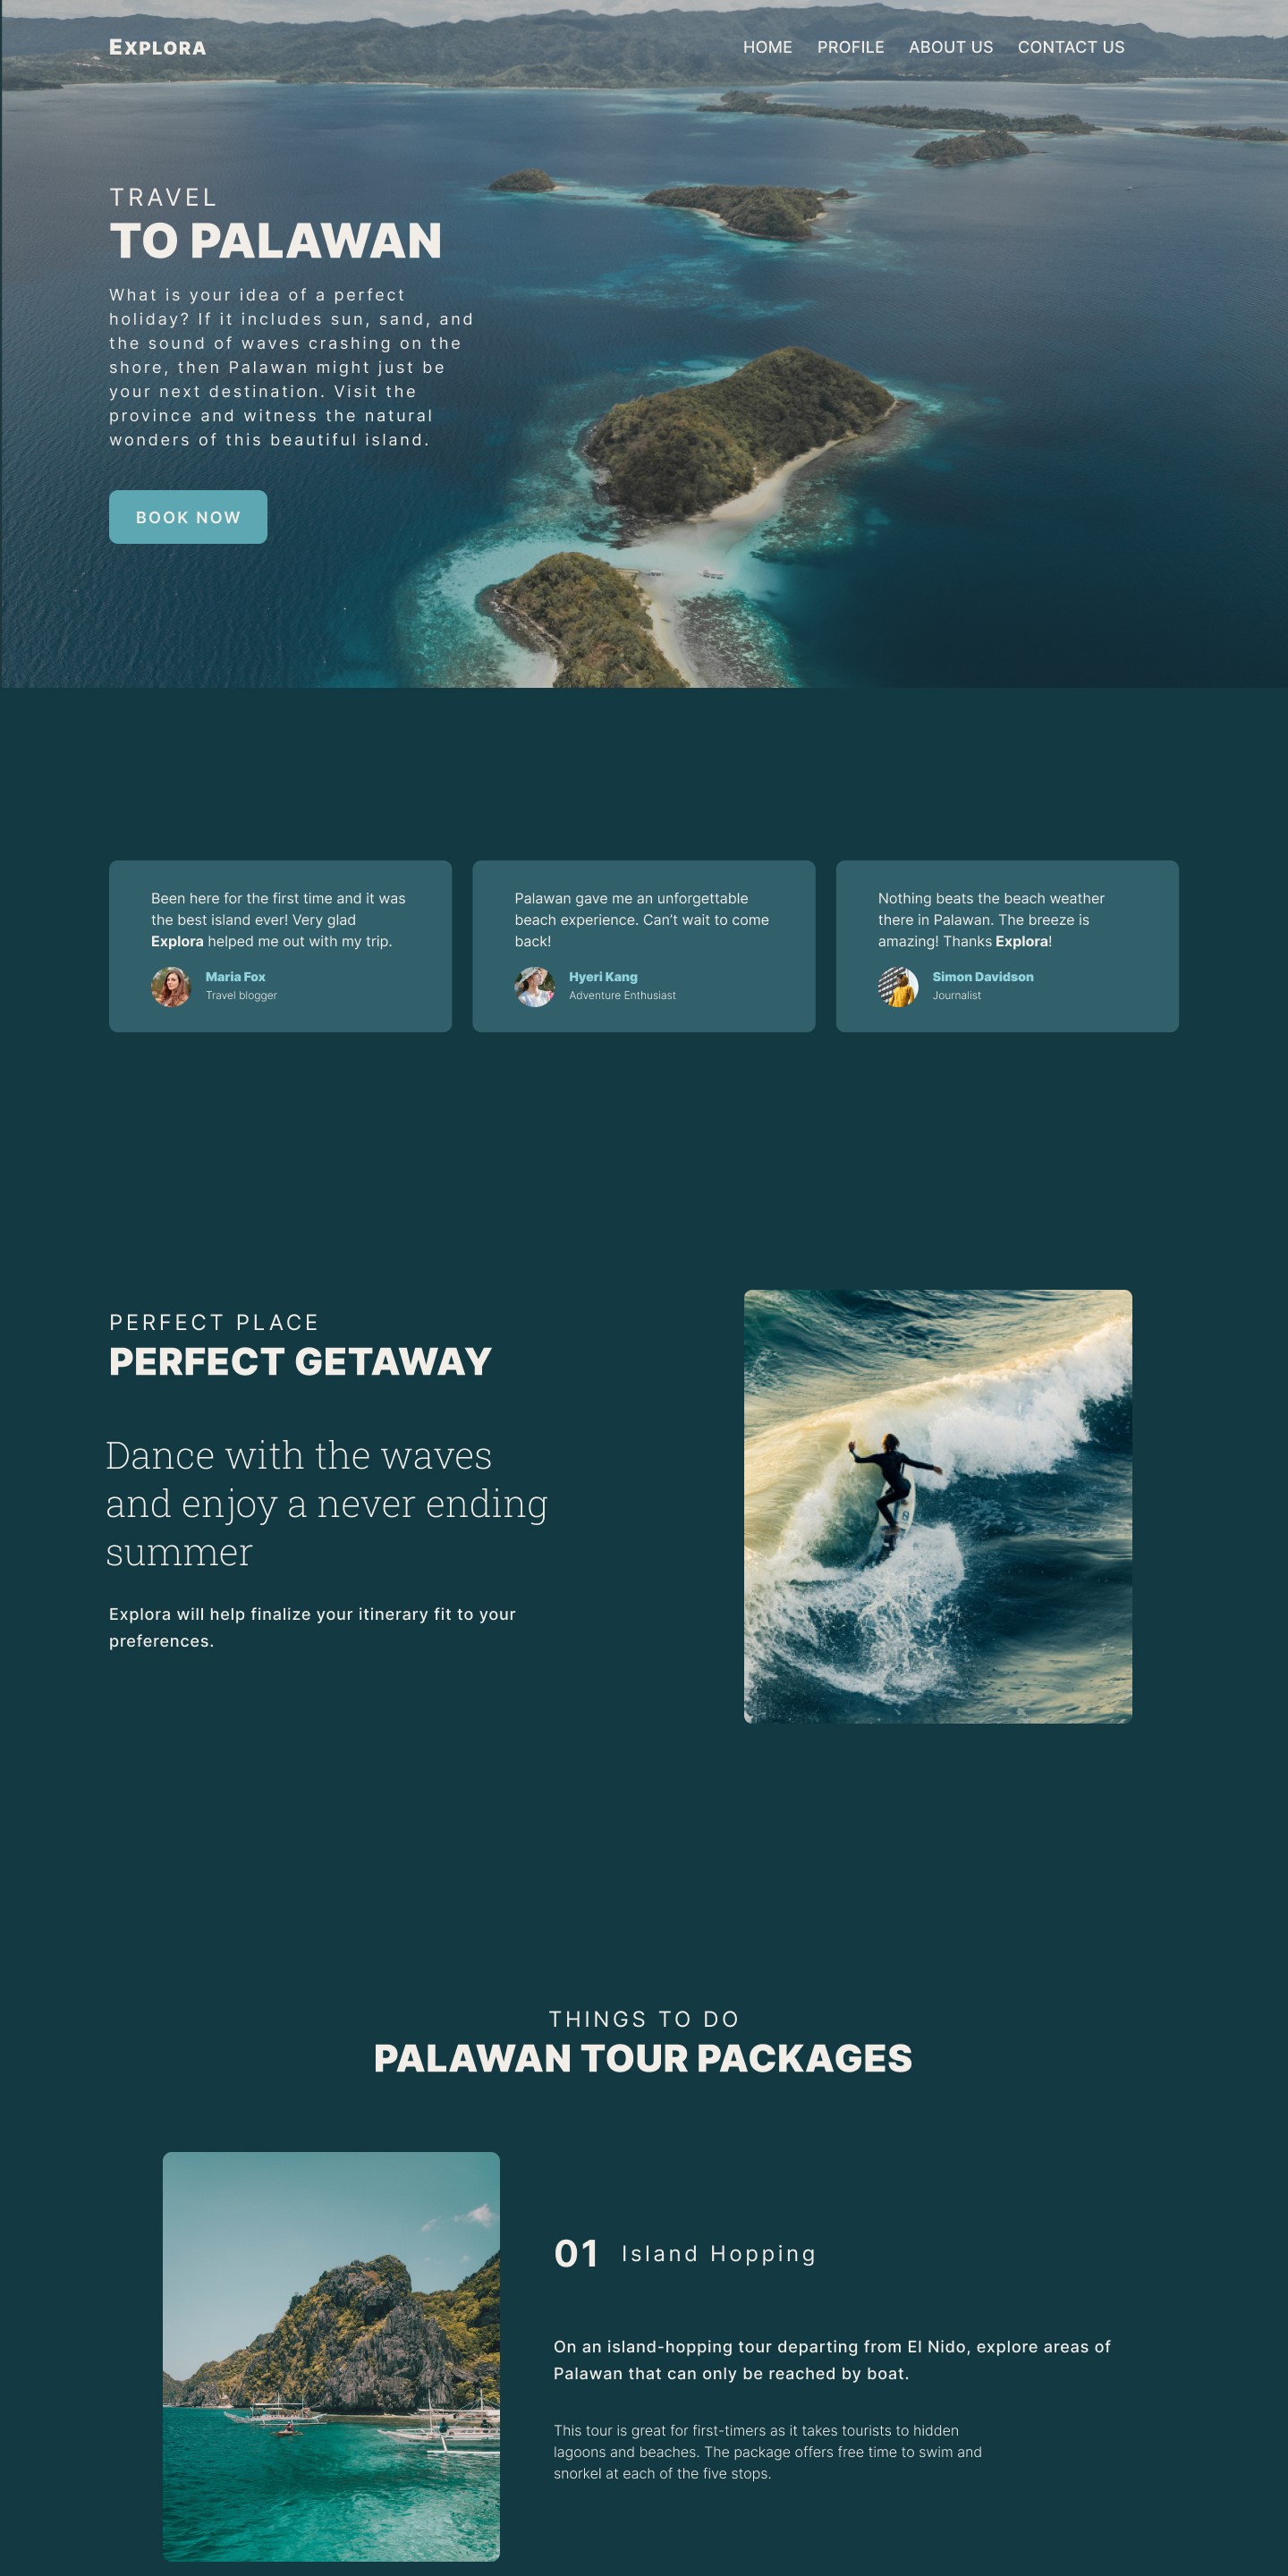 EXPLORA
HOME PROFILE ABOUT US CONTACT US
TRAVEL
TO PALAWAN
What is your idea of a perfect
holiday? If it includes sun, sand, and
the sound of waves crashing on the
shore, then Palawan might just be
your next destination. Visit the
province and witness the natural
wonders of this beautiful island.
BOOK NOW
Been here for the first time and it was
the best island ever! Very glad
Explora helped me out with my trip.
Maria Fox
Travel blogger
Palawan gave me an unforgettable
beach experience. Can’t wait to come
back!
Hyeri Kang
Adventure Enthusiast
Nothing beats the beach weather
there in Palawan. The breeze is
amazing! Thanks Explora!
Simon Davidson
Journalist
PERFECT PLACE
PERFECT GETAWAY
Dance with the waves
and enjoy a never ending
summer
Explora will help finalize your itinerary fit to your
preferences.
THINGS TO DO
PALAWAN TOUR PACKAGES
01 Island Hopping
On an island-hopping tour departing from El Nido, explore areas of
Palawan that can only be reached by boat.
This tour is great for first-timers as it takes tourists to hidden
lagoons and beaches. The package offers free time to swim and
snorkel at each of the five stops.